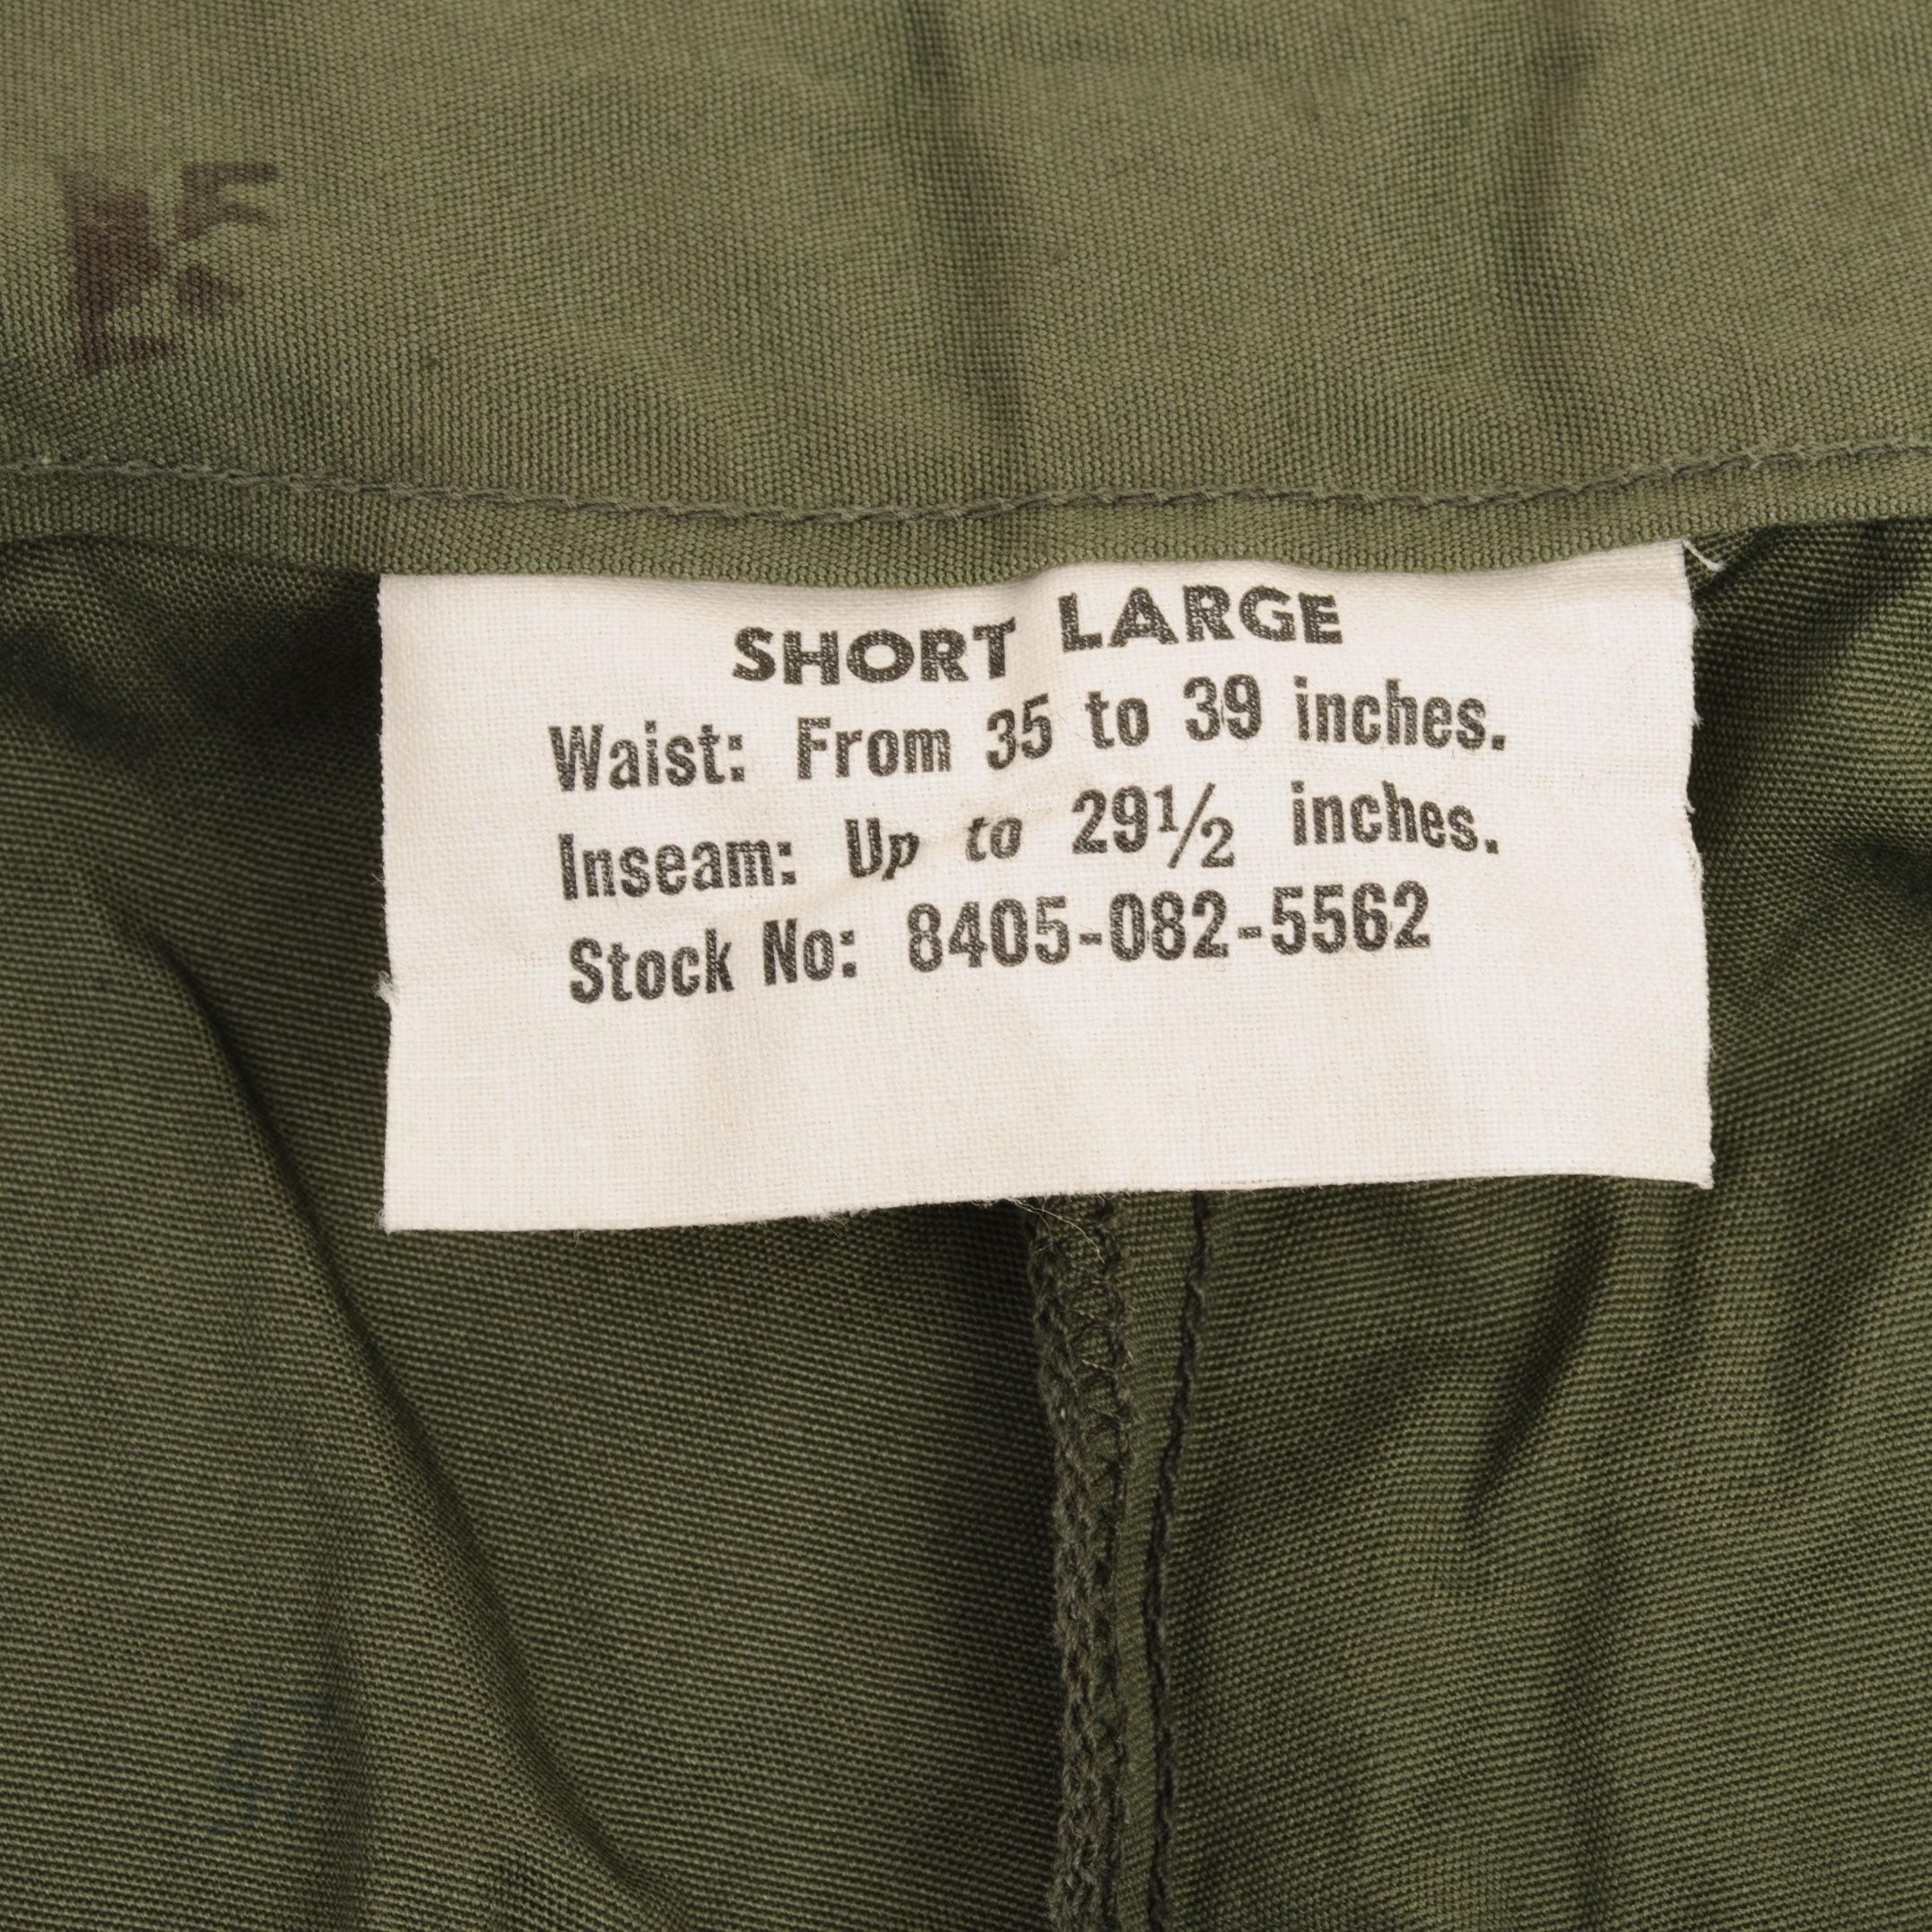 SHORT LARGE
Waist: From 35 to 39 inches.
Inseam: Up to 29½ inches.
Stock No: 8405-082-5562